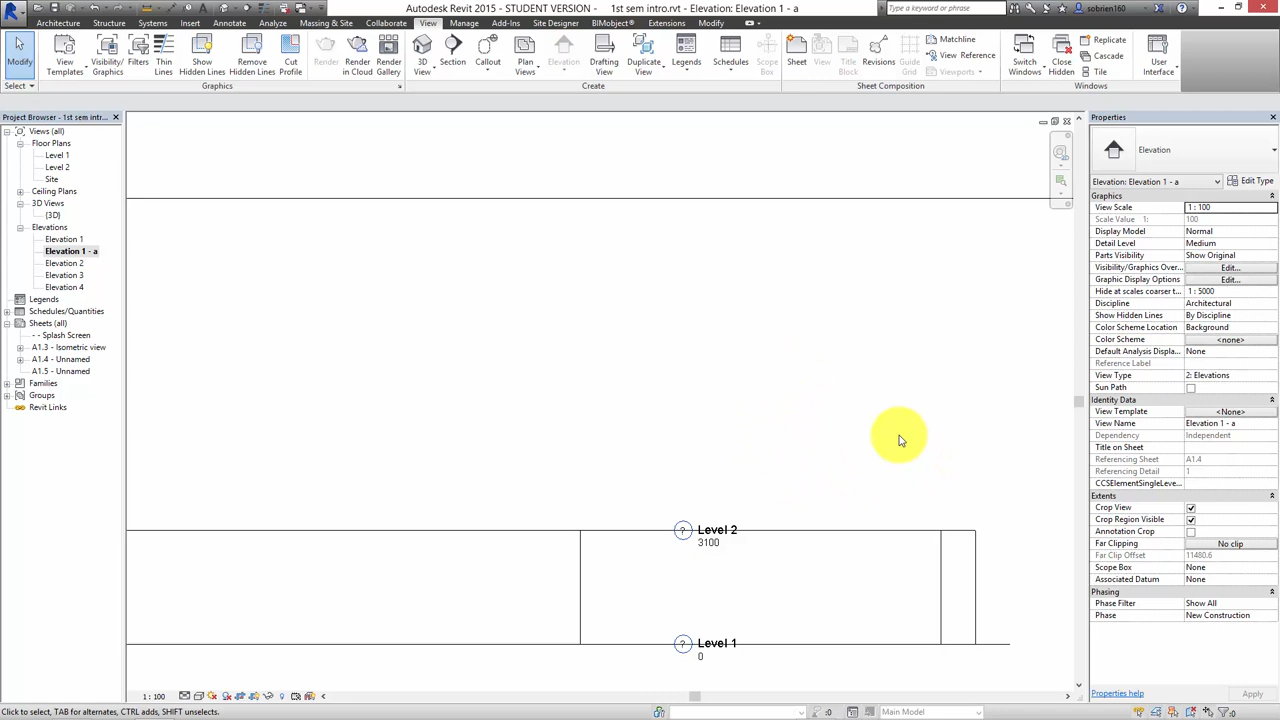 Autodesk Revit 2015 - STUDENT VERSION - 1st sem intro.rvt - Elevation: Elevation 1 - a
Type a keyword or phrase
sobrien160
Architecture Structure Systems Insert Annotate Analyze Massing & Site Collaborate View Manage Add-Ins Site Designer BIMobject® Extensions Modify
Modify
View Templates
Visibility/ Graphics
Filters
Thin Lines
Show Hidden Lines
Remove Hidden Lines
Cut Profile
Render
Render in Cloud
Render Gallery
3D View
Section
Callout
Plan Views
Elevation
Drafting View
Duplicate View
Legends
Schedules
Scope Box
Sheet
View
Title Block
Revisions
Guide Grid
Matchline
View Reference
Viewports
Switch Windows
Close Hidden
Replicate
Cascade
Tile
User Interface
Select Graphics Create Sheet Composition Windows
Project Browser - 1st sem intr...
Views (all)
Floor Plans
Level 1
Level 2
Site
Ceiling Plans
3D Views
{3D}
Elevations
Elevation 1
Elevation 1 - a
Elevation 2
Elevation 3
Elevation 4
Legends
Schedules/Quantities
Sheets (all)
- - Splash Screen
A1.3 - Isometric view
A1.4 - Unnamed
A1.5 - Unnamed
Families
Groups
Revit Links
? Level 2
3100
? Level 1
0
Properties
Elevation
Elevation: Elevation 1 - a Edit Type
Graphics
View Scale 1 : 100
Scale Value 1: 100
Display Model Normal
Detail Level Medium
Parts Visibility Show Original
Visibility/Graphics Over... Edit...
Graphic Display Options Edit...
Hide at scales coarser t... 1 : 5000
Discipline Architectural
Show Hidden Lines By Discipline
Color Scheme Location Background
Color Scheme <none>
Default Analysis Displa... None
Reference Label
View Type 2: Elevations
Sun Path
Identity Data
View Template <None>
View Name Elevation 1 - a
Dependency Independent
Title on Sheet
Referencing Sheet A1.4
Referencing Detail 1
CCSElementSingleLeve...
Extents
Crop View
Crop Region Visible
Annotation Crop
Far Clipping No clip
Far Clip Offset 11480.6
Scope Box None
Associated Datum None
Phasing
Phase Filter Show All
Phase New Construction
Properties help Apply
1 : 100
Click to select, TAB for alternates, CTRL adds, SHIFT unselects.
:0 Main Model :0